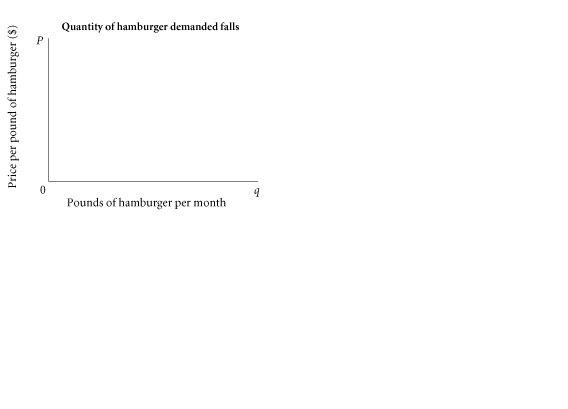 Quantity of hamburger demanded falls
Price per pound of hamburger ($)
P
0
q
Pounds of hamburger per month